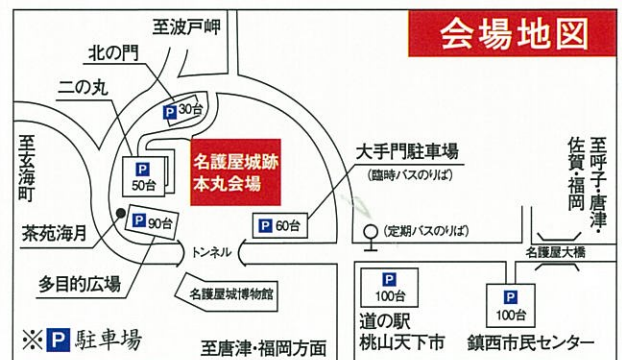 会場地図
至波戸岬
北の門
P 30台
二の丸
至玄海町
P
50台
名護屋城跡
本丸会場
大手門駐車場
(臨時バスのりば)
至呼子・唐津・
佐賀・福岡
茶苑海月
P 90台
P 60台
(定期バスのりば)
トンネル
名護屋大橋
多目的広場
名護屋城博物館
P
100台
道の駅
桃山天下市
P
100台
鎮西市民センター
※P 駐車場
至唐津・福岡方面